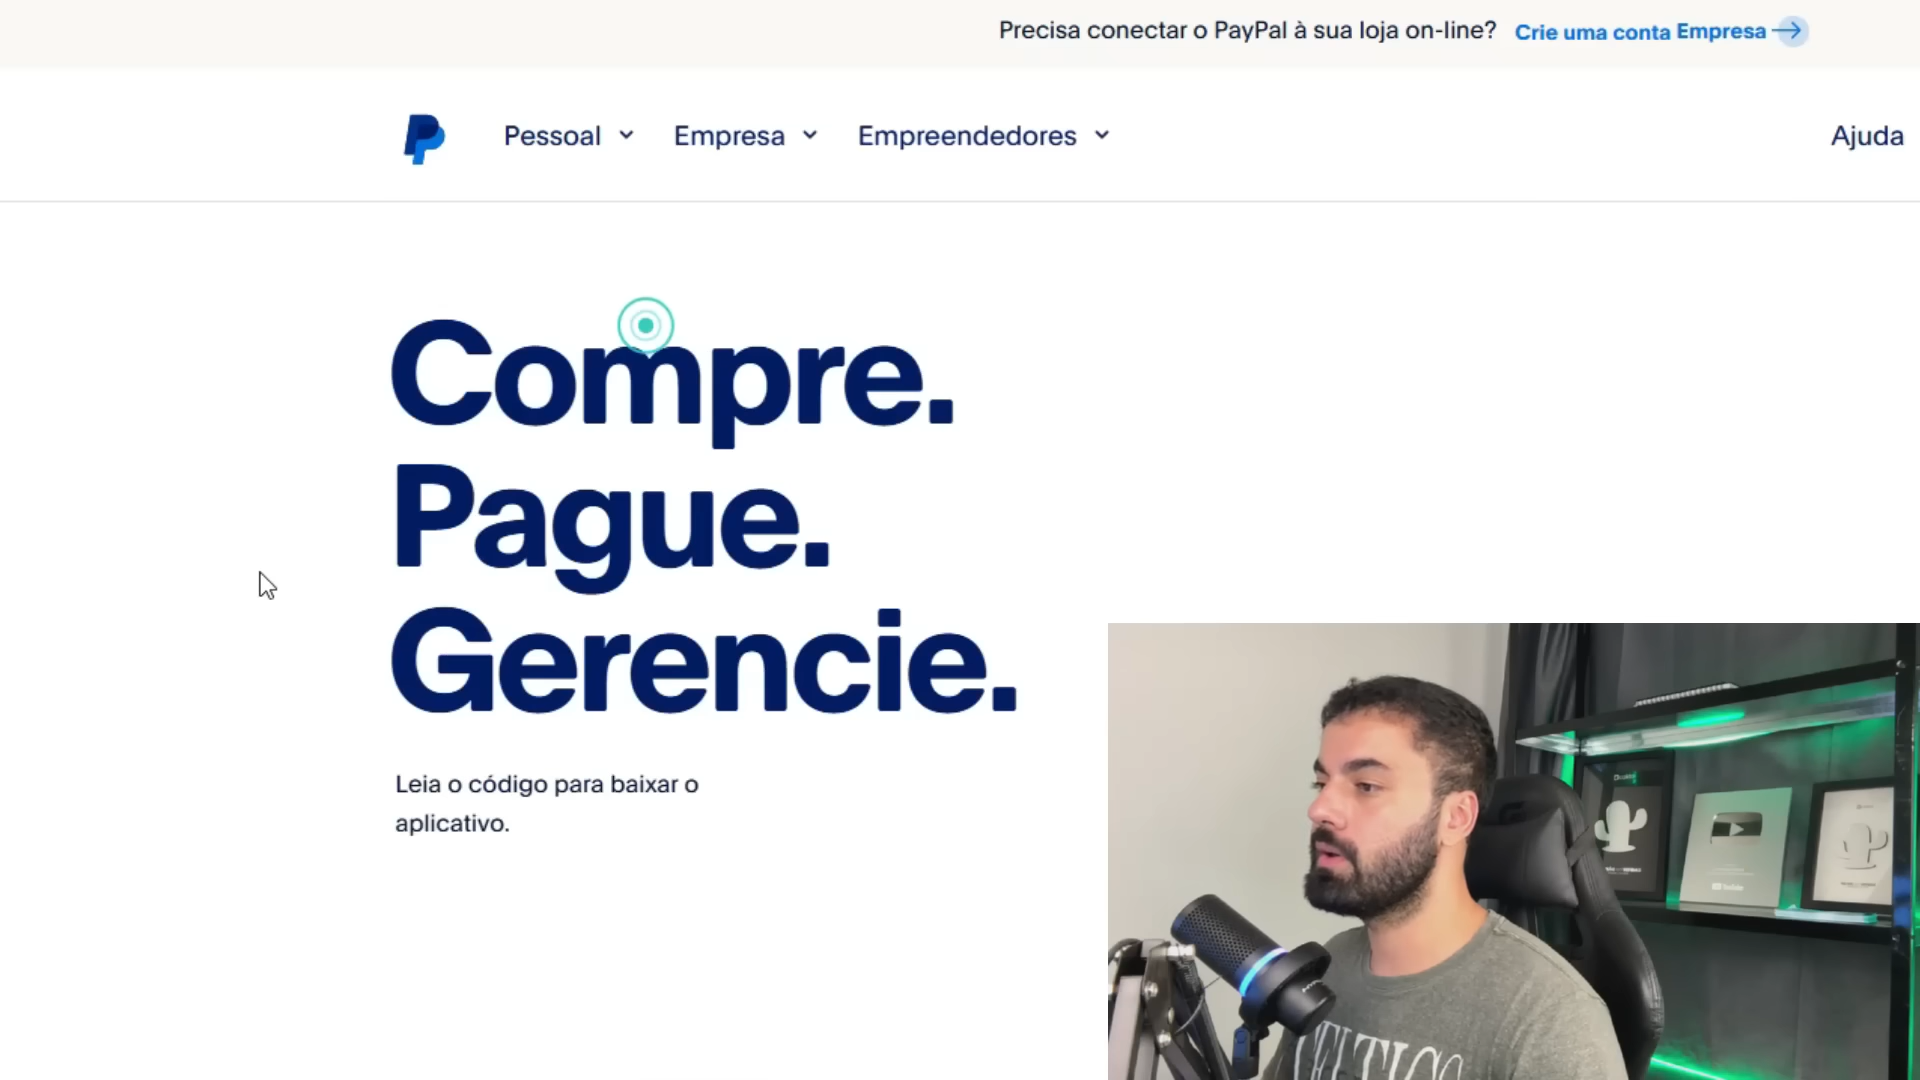 Precisa conectar o PayPal à sua loja on-line? Crie uma conta Empresa
Pessoal Empresa Empreendedores Ajuda
Compre.
Pague.
Gerencie.
Leia o código para baixar o
aplicativo.
CELTICS